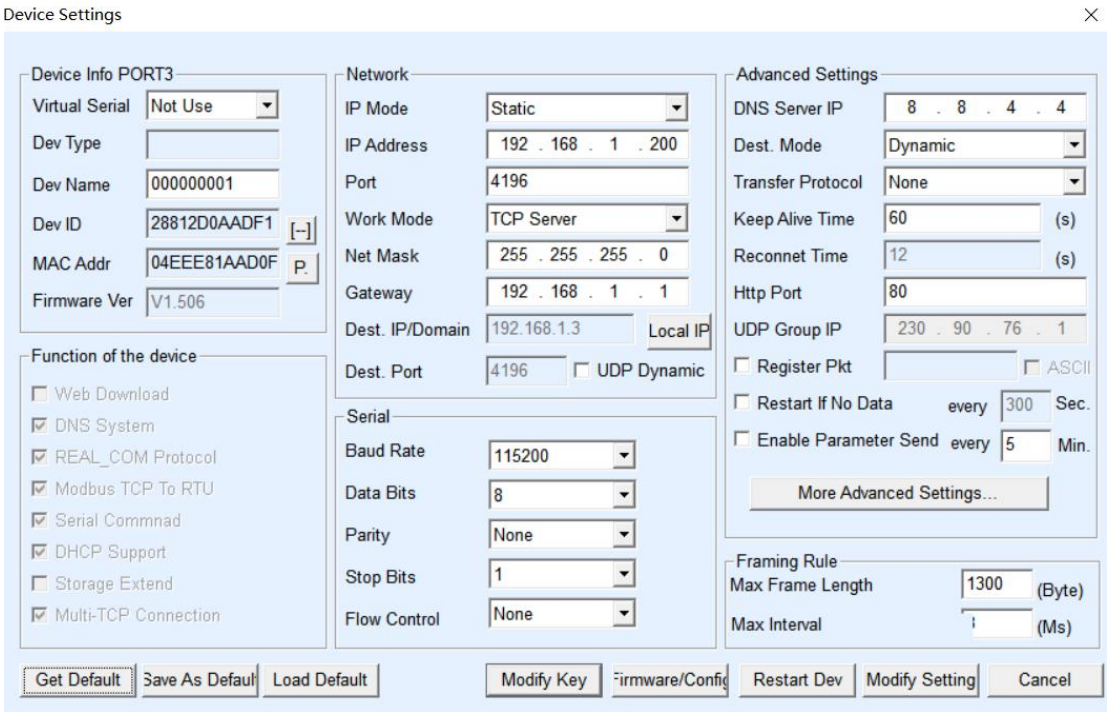 Device Settings
Device Info PORT3
Virtual Serial Not Use
Dev Type
Dev Name 000000001
Dev ID 28812D0AADF1 [--]
MAC Addr 04EEE81AAD0F P.
Firmware Ver V1.506
Function of the device
Web Download
DNS System
REAL_COM Protocol
Modbus TCP To RTU
Serial Commnad
DHCP Support
Storage Extend
Multi-TCP Connection
Network
IP Mode Static
IP Address 192 . 168 . 1 . 200
Port 4196
Work Mode TCP Server
Net Mask 255 . 255 . 255 . 0
Gateway 192 . 168 . 1 . 1
Dest. IP/Domain 192.168.1.3 Local IP
Dest. Port 4196 UDP Dynamic
Serial
Baud Rate 115200
Data Bits 8
Parity None
Stop Bits 1
Flow Control None
Advanced Settings
DNS Server IP 8 . 8 . 4 . 4
Dest. Mode Dynamic
Transfer Protocol None
Keep Alive Time 60 (s)
Reconnet Time 12 (s)
Http Port 80
UDP Group IP 230 . 90 . 76 . 1
Register Pkt ASCII
Restart If No Data every 300 Sec.
Enable Parameter Send every 5 Min.
More Advanced Settings...
Framing Rule
Max Frame Length 1300 (Byte)
Max Interval (Ms)
Get Default Save As Defaul Load Default Modify Key Firmware/Config Restart Dev Modify Setting Cancel